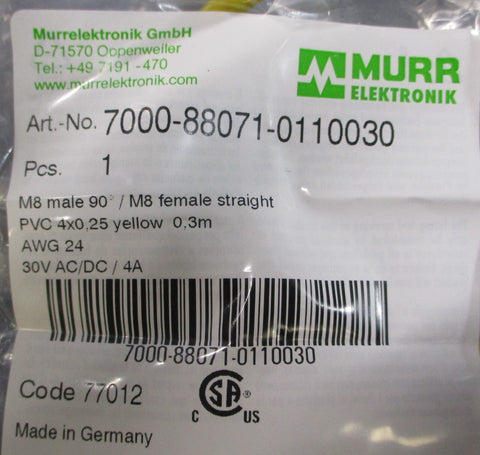 Murrelektronik GmbH
D-71570 Oppenweiler
Tel.: +49 7191 -470
www.murrelektronik.com
MURR
ELEKTRONIK
Art.-No. 7000-88071-0110030
Pcs. 1
M8 male 90° / M8 female straight
PVC 4x0,25 yellow 0,3m
AWG 24
30V AC/DC / 4A
7000-88071-0110030
Code 77012
C SA ® US
Made in Germany